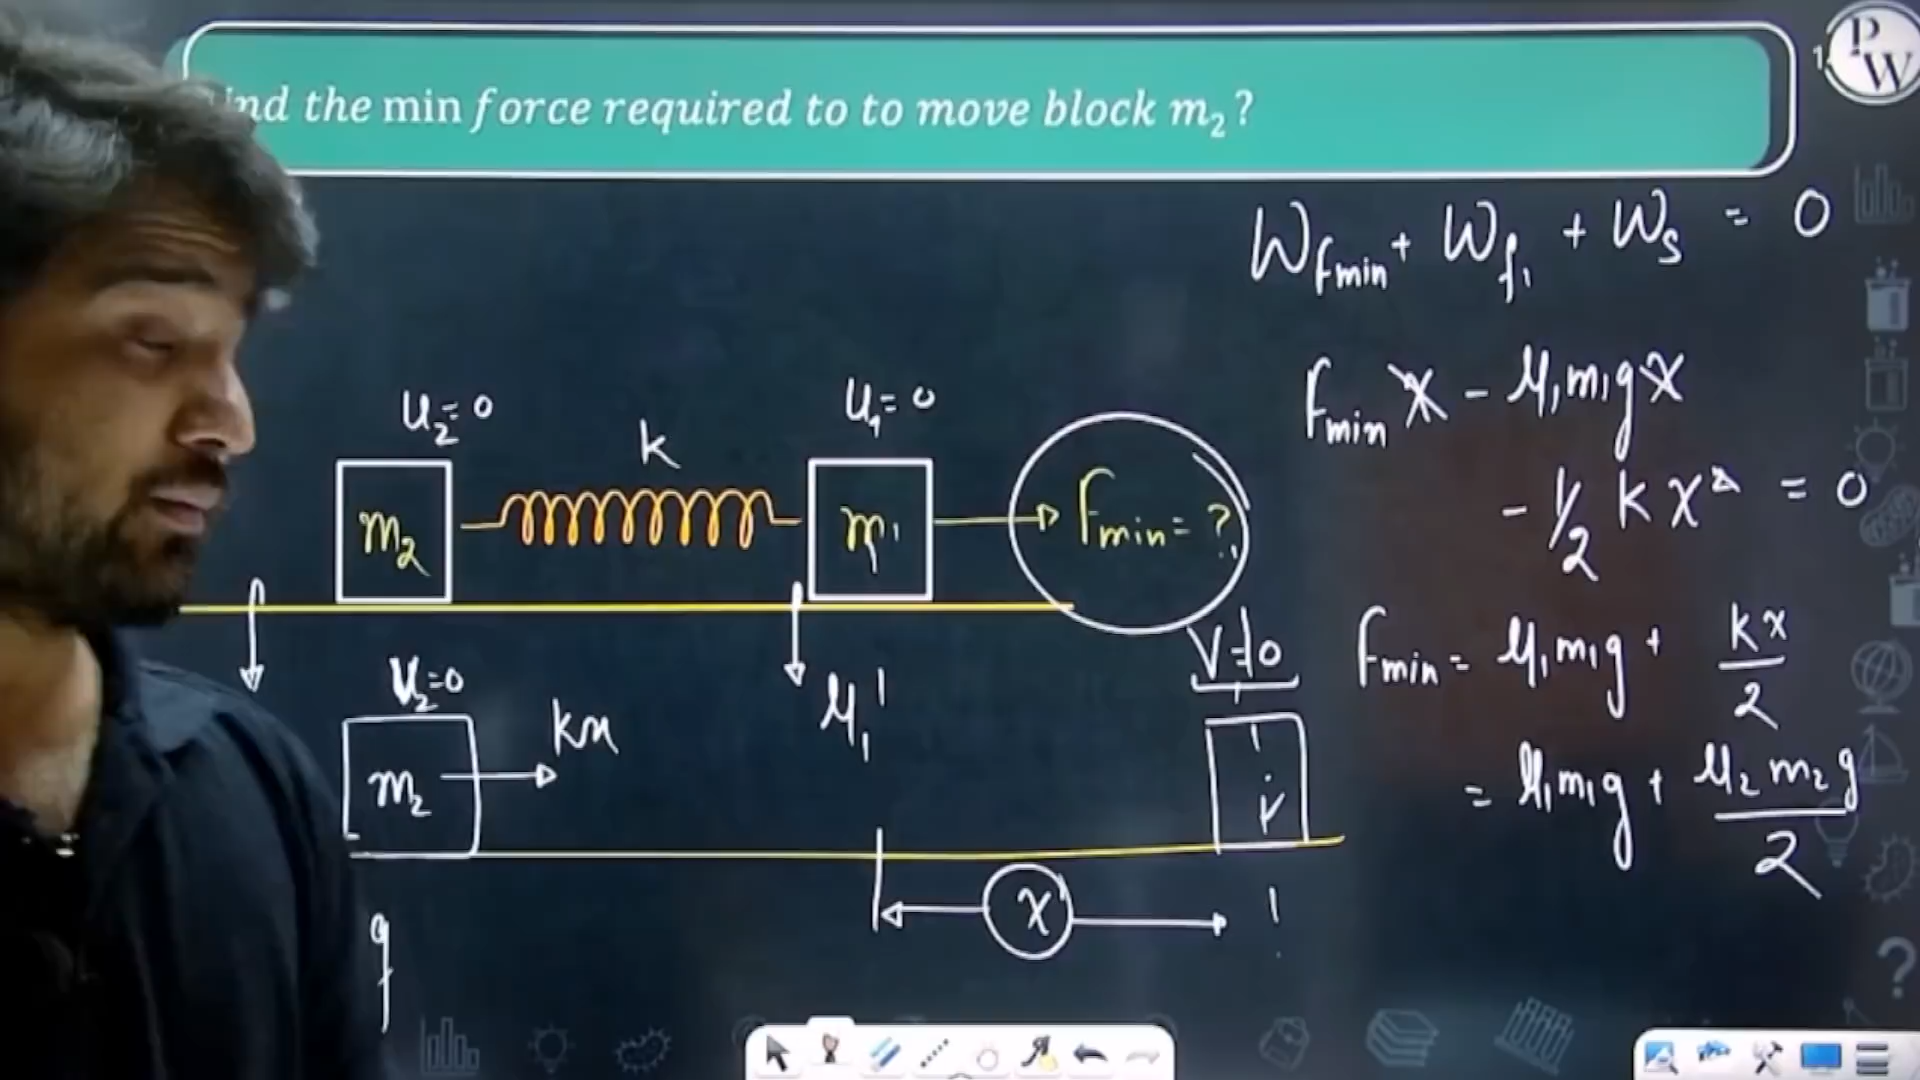 ind the min force required to to move block m₂?
P
W
W_Fmin + W_f₁ + W_s = 0
F_min x - μ₁m₁gx
- 1/2 k x² = 0
u₂=0
k
u₁=0
m₂
m₁
F_min = ?
F_min = μ₁m₁g + kx/2
V₂=0
μ₁
V=0
m₂
kx
= μ₁m₁g + μ₂m₂g/2
x